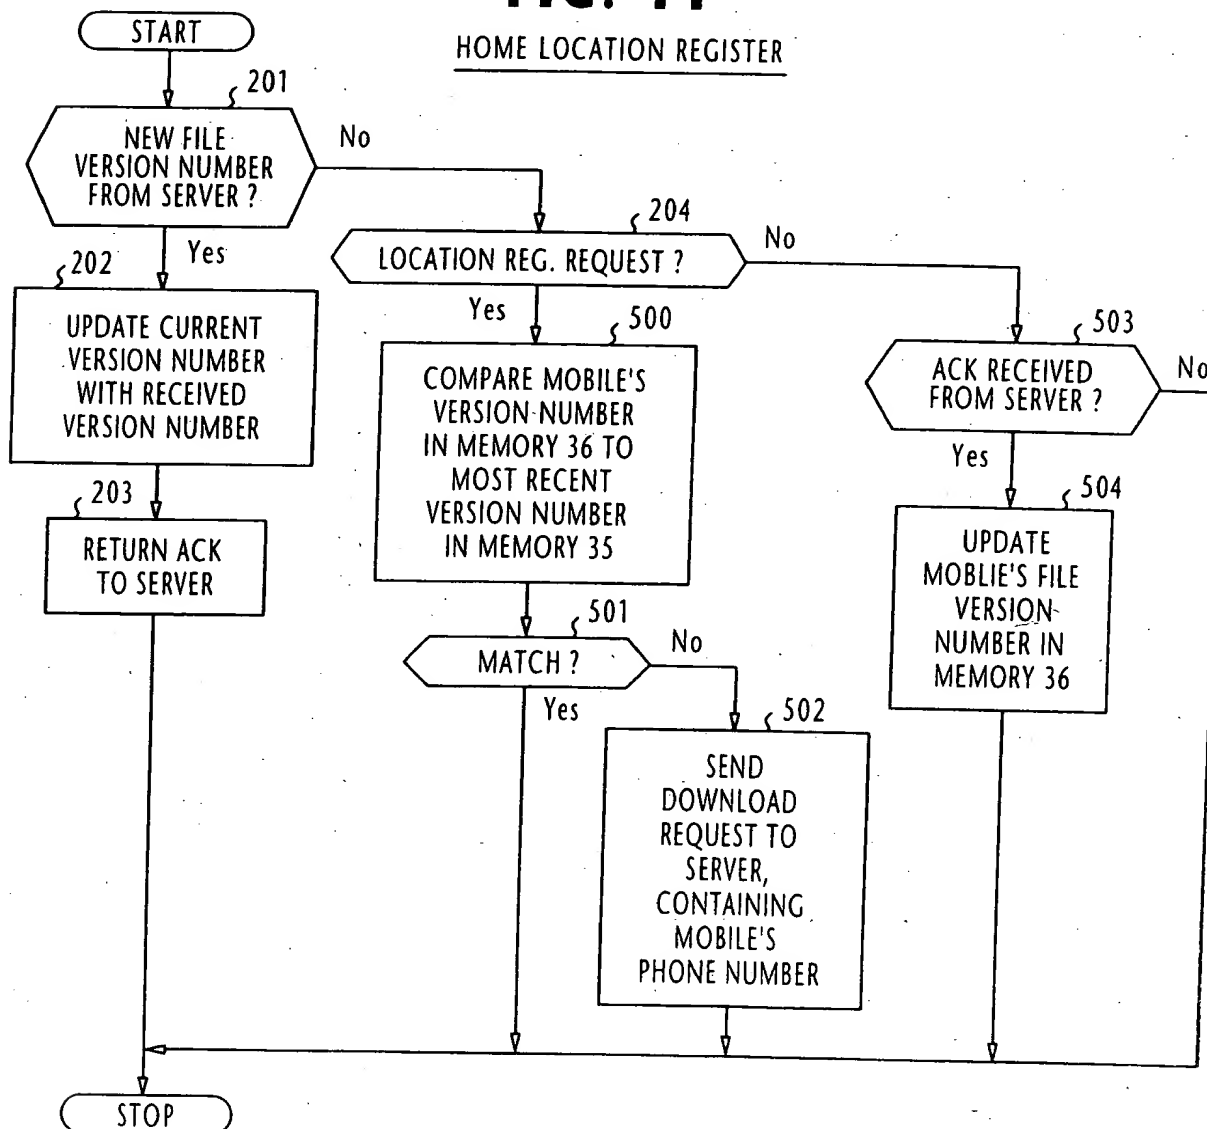 START
HOME LOCATION REGISTER
201
NEW FILE
VERSION NUMBER
FROM SERVER ?
No
Yes
204
LOCATION REG. REQUEST ?
No
Yes
202
UPDATE CURRENT
VERSION NUMBER
WITH RECEIVED
VERSION NUMBER
203
RETURN ACK
TO SERVER
500
COMPARE MOBILE'S
VERSION NUMBER
IN MEMORY 36 TO
MOST RECENT
VERSION NUMBER
IN MEMORY 35
501
MATCH ?
No
Yes
502
SEND
DOWNLOAD
REQUEST TO
SERVER,
CONTAINING
MOBILE'S
PHONE NUMBER
503
ACK RECEIVED
FROM SERVER ?
No
Yes
504
UPDATE
MOBLIE'S FILE
VERSION
NUMBER IN
MEMORY 36
STOP